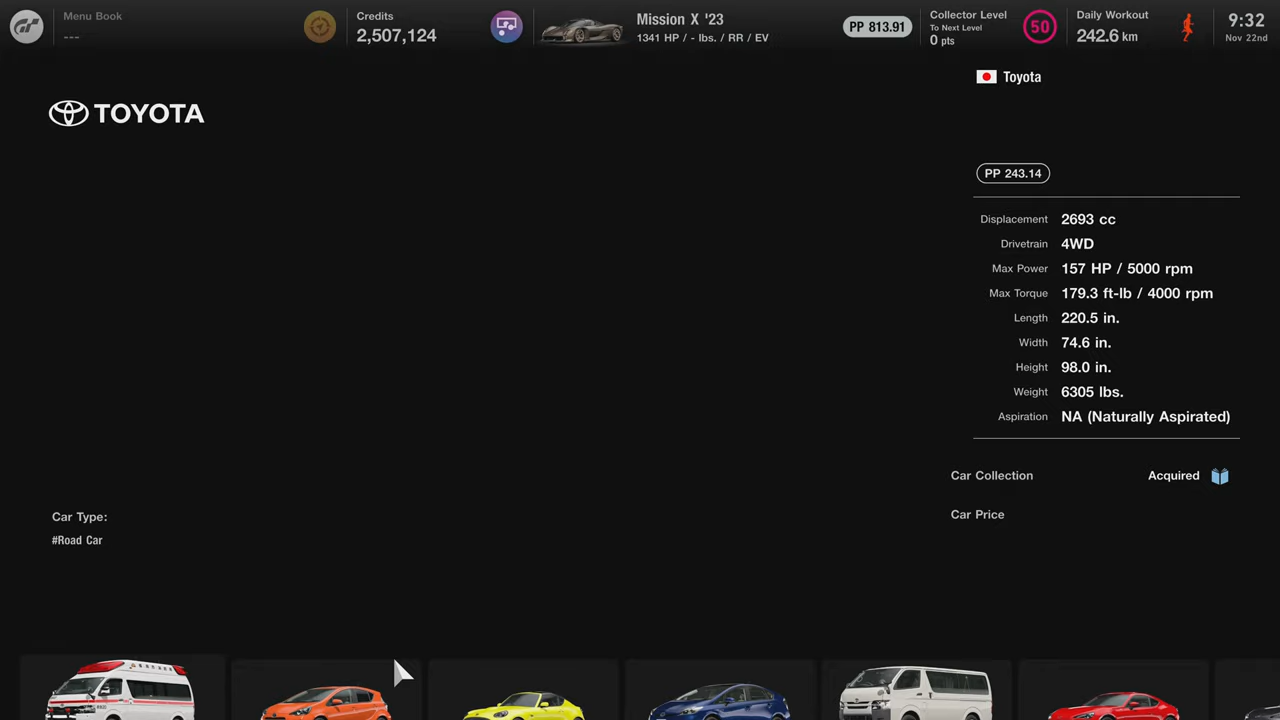 Menu Book
---
Credits
2,507,124
Mission X '23
1341 HP / - lbs. / RR / EV
PP 813.91
Collector Level
To Next Level
0 pts
50
Daily Workout
242.6 km
9:32
Nov 22nd
TOYOTA
Toyota
PP 243.14
Displacement 2693 cc
Drivetrain 4WD
Max Power 157 HP / 5000 rpm
Max Torque 179.3 ft-lb / 4000 rpm
Length 220.5 in.
Width 74.6 in.
Height 98.0 in.
Weight 6305 lbs.
Aspiration NA (Naturally Aspirated)
Car Collection Acquired
Car Price
Car Type:
#Road Car